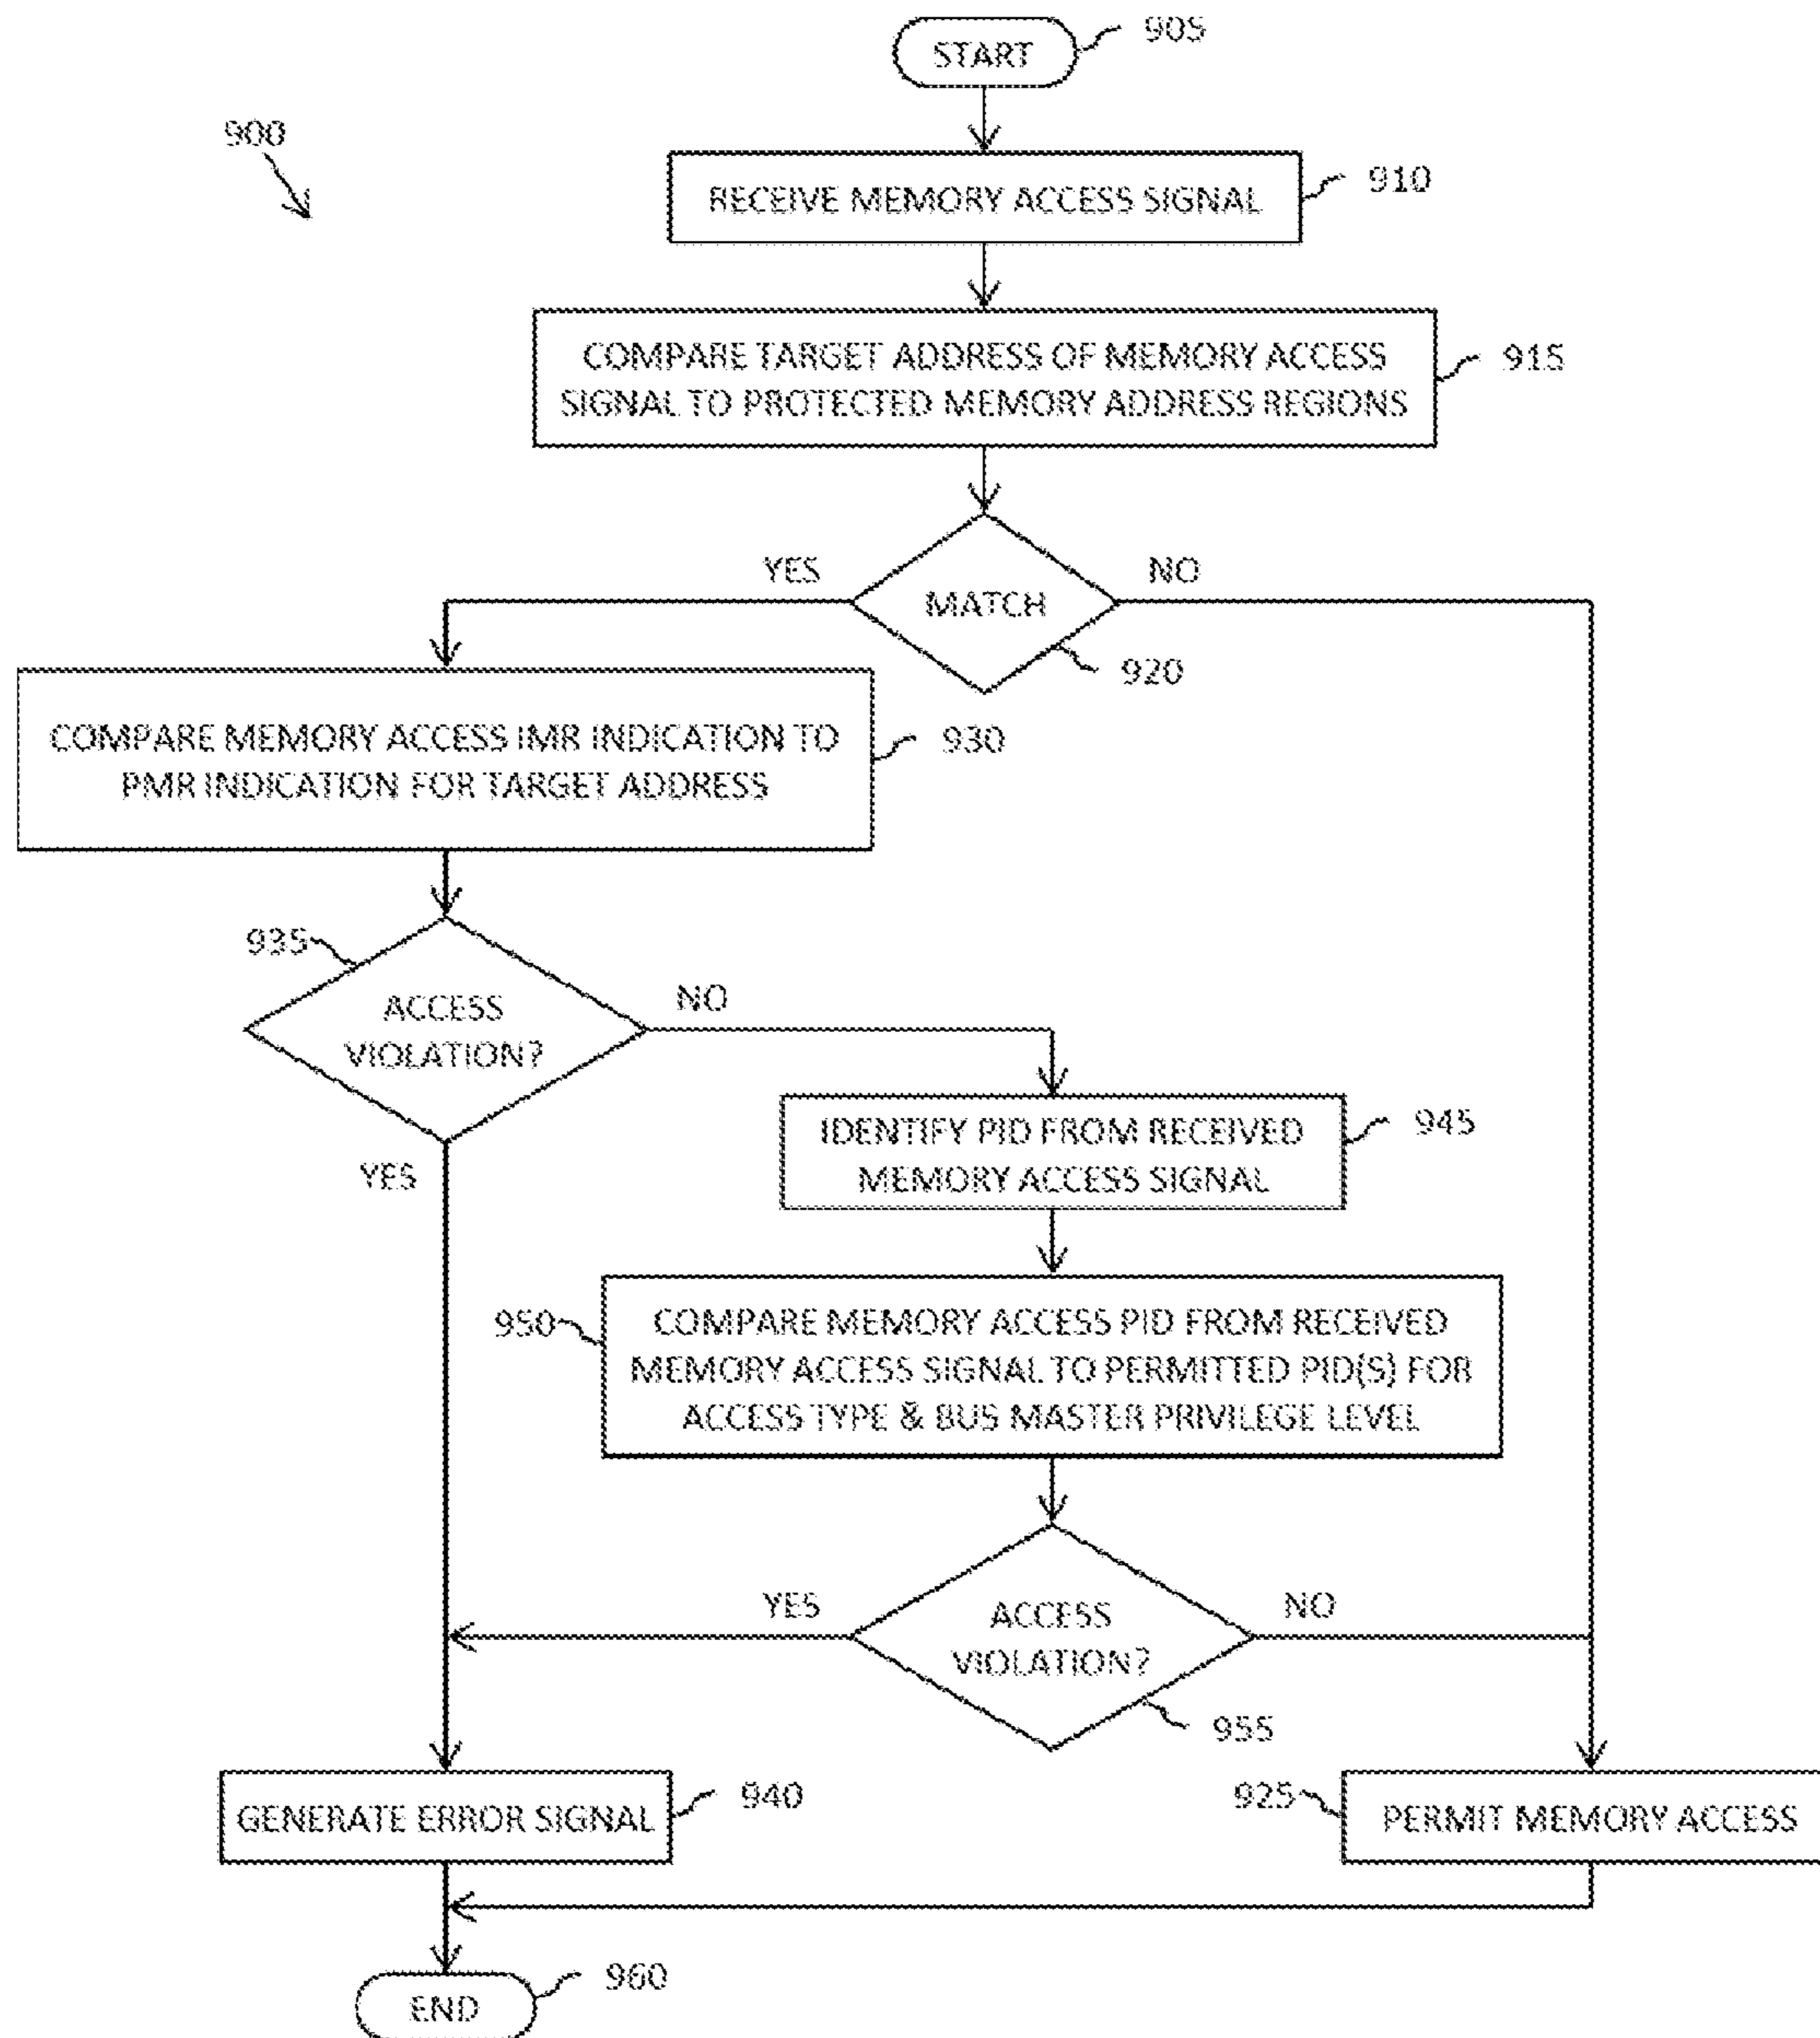 START
905
900
RECEIVE MEMORY ACCESS SIGNAL
910
COMPARE TARGET ADDRESS OF MEMORY ACCESS
SIGNAL TO PROTECTED MEMORY ADDRESS REGIONS
915
YES
NO
MATCH
920
COMPARE MEMORY ACCESS IMR INDICATION TO
PMR INDICATION FOR TARGET ADDRESS
930
935
ACCESS
VIOLATION?
NO
YES
IDENTIFY PID FROM RECEIVED
MEMORY ACCESS SIGNAL
945
950
COMPARE MEMORY ACCESS PID FROM RECEIVED
MEMORY ACCESS SIGNAL TO PERMITTED PID(S) FOR
ACCESS TYPE & BUS MASTER PRIVILEGE LEVEL
YES
NO
ACCESS
VIOLATION?
955
GENERATE ERROR SIGNAL
940
925
PERMIT MEMORY ACCESS
END
960